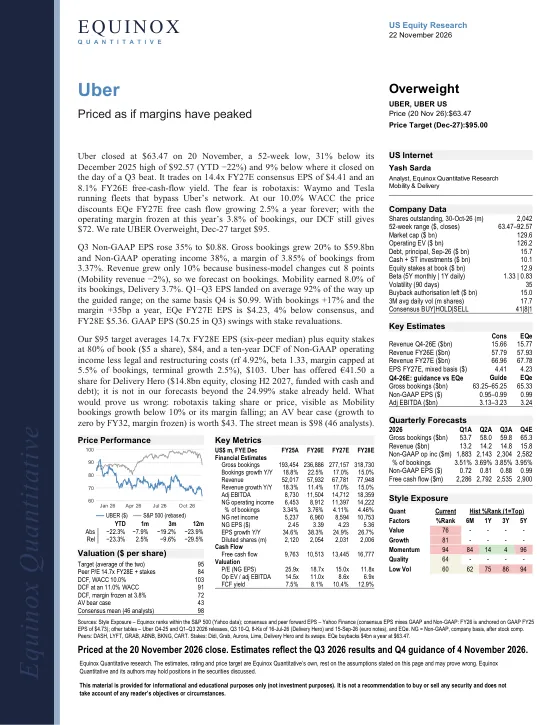 EQUINOX
QUANTITATIVE
US Equity Research
22 November 2026
Uber
Priced as if margins have peaked
Overweight
UBER, UBER US
Price (20 Nov 26):$63.47
Price Target (Dec-27):$95.00
Uber closed at $63.47 on 20 November, a 52-week low, 31% below its
December 2025 high of $92.57 (YTD −22%) and 9% below where it closed on
the day of a Q3 beat. It trades on 14.4x FY27E consensus EPS of $4.41 and
an 8.1% FY26E free-cash-flow yield. The fear is robotaxis: Waymo and Tesla
running fleets that bypass Uber's network. At our 10.0% WACC the price
discounts EQe FY27E free cash flow growing 2.5% a year forever; with
the operating margin frozen at this year's 3.8% of bookings, our DCF still
gives $72. We rate UBER Overweight, Dec-27 target $95.
Q3 Non-GAAP EPS rose 35% to $0.88. Gross bookings grew 20% to $59.8bn
and Non-GAAP operating income 38%, a margin of 3.85% of bookings from
3.37%. Revenue grew only 10% because business-model changes cut 8 points
(Mobility revenue −2%), so we forecast on bookings. Mobility earned 8.0%
of its bookings, Delivery 3.7%. Q1–Q3 EPS landed on average 92% of the way
up the guided range; on the same basis Q4 is $0.99. With bookings +17% and
the margin +35bp a year, EQe FY27E EPS is $4.23, 4% below consensus, and
FY28E $5.36. GAAP EPS ($0.25 in Q3) swings with stake revaluations.
Our $95 target averages 14.7x FY28E EPS (six-peer median) plus equity stakes
at 80% of book ($5 a share), $84, and a ten-year DCF of Non-GAAP operating
income less legal and restructuring costs (rf 4.92%, beta 1.33, margin capped at
5.5% of bookings, terminal growth 2.5%), $103. Uber has offered €41.50 a
share for Delivery Hero ($14.8bn equity, closing H2 2027, funded with cash and
debt); it is not in our forecasts beyond the 24.99% stake already held. What
would prove us wrong: robotaxis taking share or pricing, visible as Mobility
bookings growth below 10% or its margin falling; an AV bear case (growth to
zero by FY32, margin frozen) is worth $43. The street mean is $98 (46 analysts).
US Internet
Yash Sarda
Analyst, Equinox Quantitative Research
Mobility & Delivery
Company Data
Shares outstanding, 30-Oct-26 (m) 2,042
52-week range ($, closes) 63.47–92.57
Market cap ($ bn) 129.6
Operating EV ($ bn) 126.2
Debt, principal, Sep-26 ($ bn) 15.7
Cash + ST investments ($ bn) 10.1
Equity stakes at book ($ bn) 12.9
Beta (5Y monthly | 1Y daily) 1.33 | 0.83
Volatility (90 days) 35
Buyback authorisation left ($ bn) 15.0
3M avg daily vol ($ m shares) 17.7
Consensus BUY|HOLD|SELL 41|8|1
Key Estimates
Cons EQe
Revenue Q4-26E ($ bn) 15.66 15.77
Revenue FY26E ($ bn) 57.79 57.93
Revenue FY27E ($ bn) 66.96 67.78
EPS FY27E, mixed basis ($) 4.41 4.23
Q4-26E: guidance vs EQe Guide EQe
Gross bookings ($bn) 63.25–65.25 65.33
Non-GAAP EPS ($) 0.95–0.99 0.99
Adj EBITDA ($bn) 3.13–3.23 3.24
Quarterly Forecasts
2026 Q1A Q2A Q3A Q4E
Gross bookings ($bn) 53.7 58.0 59.8 65.3
Revenue ($bn) 13.2 14.2 14.8 15.8
Non-GAAP op inc ($m) 1,883 2,143 2,304 2,582
% of bookings 3.51% 3.69% 3.85% 3.95%
Non-GAAP EPS ($) 0.72 0.81 0.88 0.99
Free cash flow ($m) 2,286 2,792 2,535 2,900
Style Exposure
Quant Current Hist %Rank (1=Top)
Factors %Rank 6M 1Y 3Y 5Y
Value 76 - - - -
Growth 81 - - - -
Momentum 94 84 14 4 96
Quality 64 - - - -
Low Vol 60 62 75 86 94
Price Performance
100
90
80
70
60
Jan 26 Apr 26 Jul 26 Oct 26
UBER ($) S&P 500 (rebased)
YTD 1m 3m 12m
Abs −22.3% −7.9% −19.2% −23.9%
Rel −23.3% 2.5% −9.6% −29.5%
Valuation ($ per share)
Target (average of the two) 95
Peer P/E 14.7x FY28E + stakes 84
DCF, WACC 10.0% 103
DCF at an 11.0% WACC 91
DCF, margin frozen at 3.8% 72
AV bear case 43
Consensus mean (46 analysts) 98
Key Metrics
US$ m, FYE Dec FY25A FY26E FY27E FY28E
Financial Estimates
Gross bookings 193,454 236,886 277,157 318,730
Bookings growth Y/Y 18.8% 22.5% 17.0% 15.0%
Revenue 52,017 57,932 67,781 77,948
Revenue growth Y/Y 18.3% 11.4% 17.0% 15.0%
Adj EBITDA 8,730 11,504 14,712 18,359
NG operating income 6,453 8,912 11,397 14,222
% of bookings 3.34% 3.76% 4.11% 4.46%
NG net income 5,237 6,960 8,594 10,753
NG EPS ($) 2.45 3.39 4.23 5.36
EPS growth Y/Y 34.6% 38.3% 24.9% 26.7%
Diluted shares (m) 2,120 2,054 2,031 2,006
Cash Flow
Free cash flow 9,763 10,513 13,445 16,777
Valuation
P/E (NG EPS) 25.9x 18.7x 15.0x 11.8x
Op EV / adj EBITDA 14.5x 11.0x 8.6x 6.9x
FCF yield 7.5% 8.1% 10.4% 12.9%
Equinox Quantitative
Priced at the 20 November 2026 close. Estimates reflect the Q3 2026 results and Q4 guidance of 4 November 2026.
Equinox Quantitative research. The estimates, rating and price target are Equinox Quantitative's own, rest on the assumptions stated on this page and may prove wrong. Equinox
Quantitative and its authors may hold positions in the securities discussed.
This material is provided for informational and educational purposes only (not investment purposes). It is not a recommendation to buy or sell any security and does not
take account of any reader's objectives or circumstances.